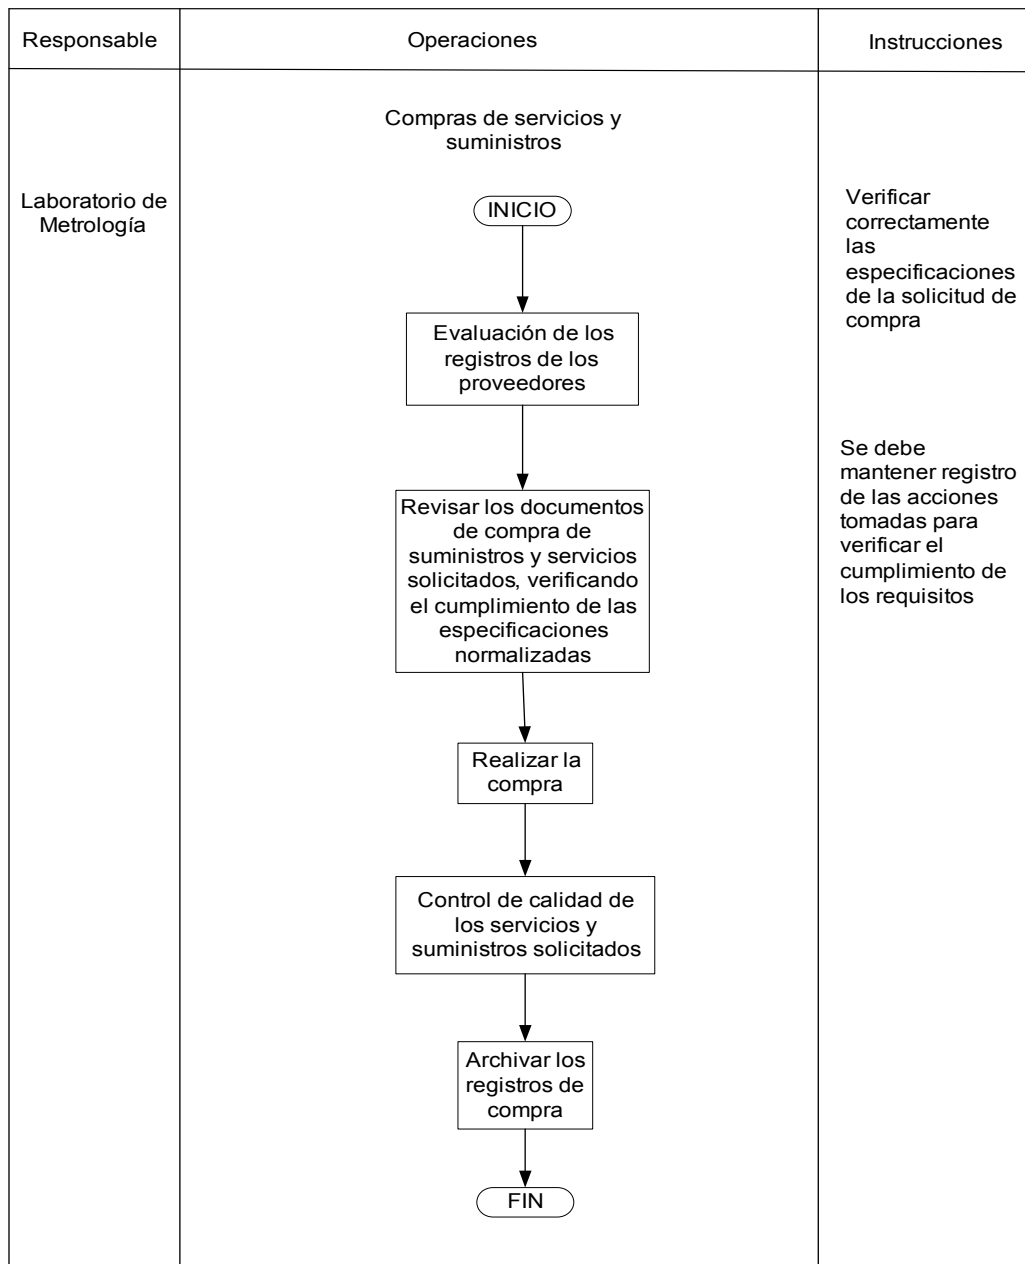 Responsable
Operaciones
Instrucciones
Compras de servicios y
suministros
Laboratorio de
Metrología
INICIO
Verificar
correctamente
las
especificaciones
de la solicitud de
compra
Evaluación de los
registros de los
proveedores
Se debe
mantener registro
de las acciones
tomadas para
verificar el
cumplimiento de
los requisitos
Revisar los documentos
de compra de
suministros y servicios
solicitados, verificando
el cumplimiento de las
especificaciones
normalizadas
Realizar la
compra
Control de calidad de
los servicios y
suministros solicitados
Archivar los
registros de
compra
FIN